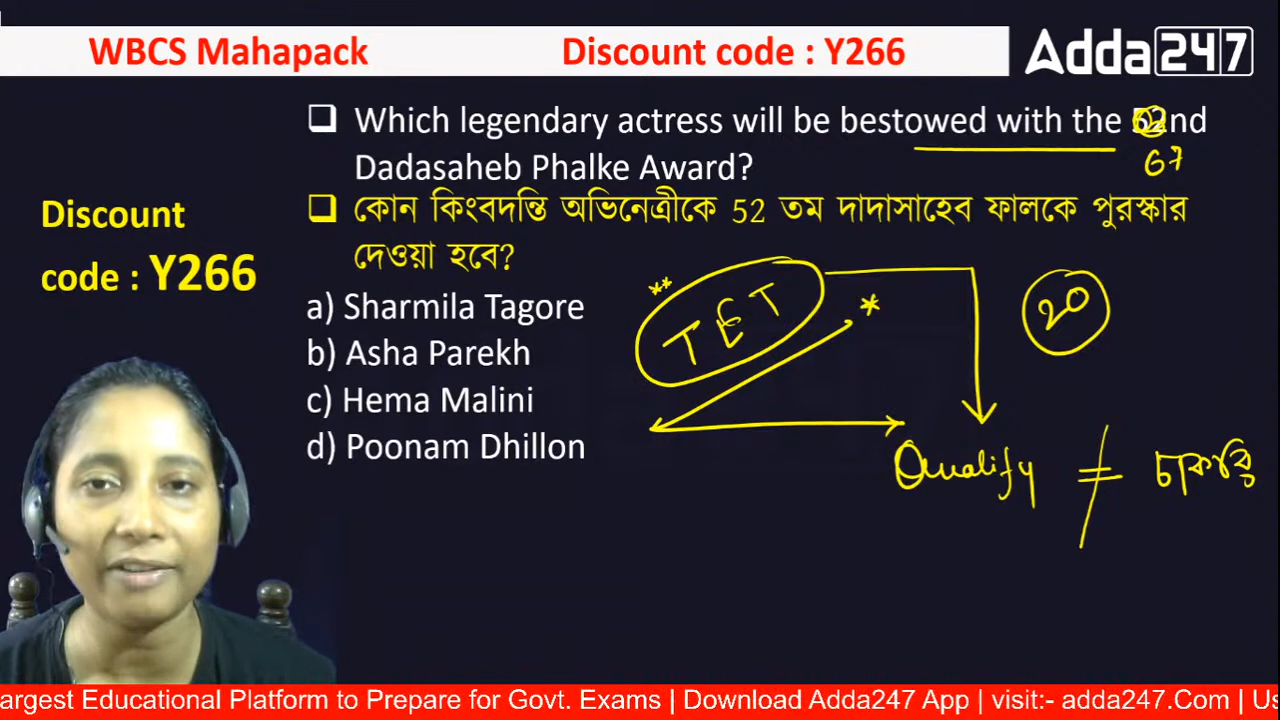 WBCS Mahapack Discount code : Y266 Adda247
❑ Which legendary actress will be bestowed with the 52nd
67
Dadasaheb Phalke Award?
❑ কোন কিংবদন্তি অভিনেত্রীকে 52 তম দাদাসাহেব ফালকে পুরস্কার
দেওয়া হবে?
Discount
code : Y266
a) Sharmila Tagore
b) Asha Parekh
c) Hema Malini
d) Poonam Dhillon
** TET *
20
Qualify ≠
argest Educational Platform to Prepare for Govt. Exams | Download Adda247 App | visit:- adda247.Com | Us